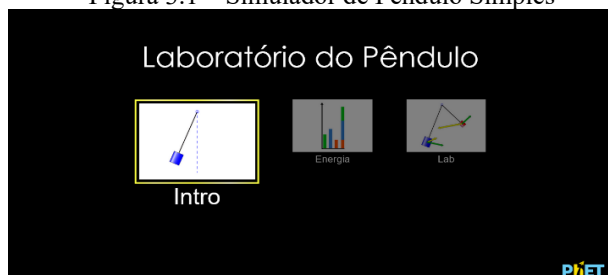 Figura 3.1 – Simulador de Pêndulo Simples
Laboratório do Pêndulo
Intro
Energia
Lab
PhET